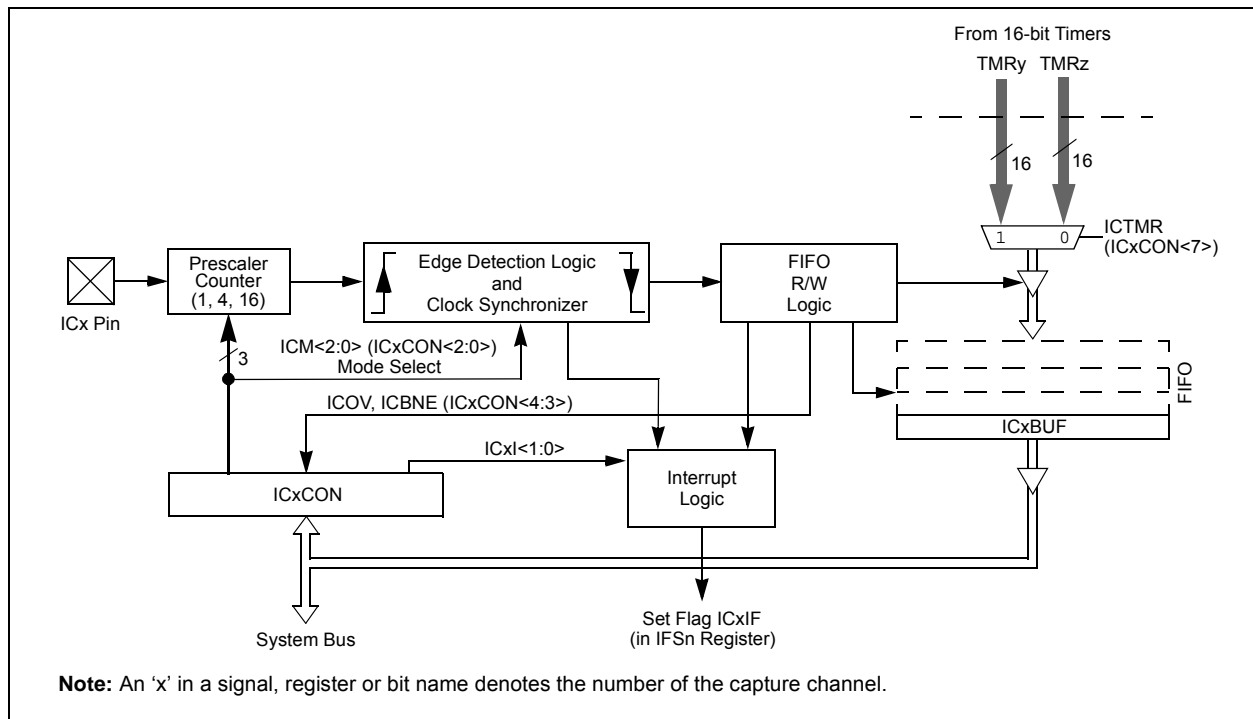 From 16-bit Timers
TMRy TMRz
16 16
1 0
ICTMR
(ICxCON<7>)
Prescaler
Counter
(1, 4, 16)
Edge Detection Logic
and
Clock Synchronizer
FIFO
R/W
Logic
ICx Pin
3
ICM<2:0> (ICxCON<2:0>)
Mode Select
FIFO
ICOV, ICBNE (ICxCON<4:3>)
ICxBUF
ICxI<1:0>
ICxCON
Interrupt
Logic
System Bus
Set Flag ICxIF
(in IFSn Register)
Note: An ‘x’ in a signal, register or bit name denotes the number of the capture channel.